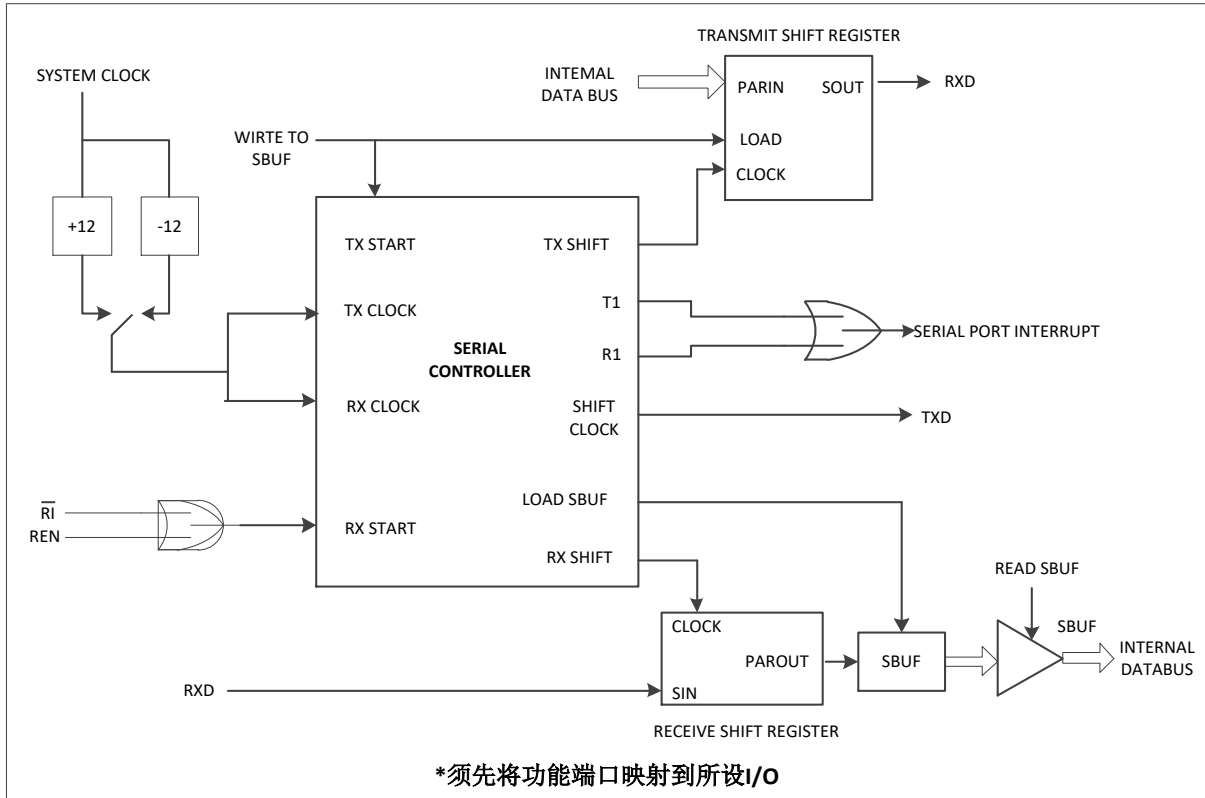 TRANSMIT SHIFT REGISTER
SYSTEM CLOCK
INTEMAL
DATA BUS
PARIN
SOUT
RXD
WIRTE TO
SBUF
LOAD
CLOCK
+12
-12
TX START
TX SHIFT
TX CLOCK
T1
SERIAL
CONTROLLER
R1
SERIAL PORT INTERRUPT
RX CLOCK
SHIFT
CLOCK
TXD
LOAD SBUF
R̅I̅
REN
RX START
RX SHIFT
READ SBUF
CLOCK
SBUF
PAROUT
SBUF
INTERNAL
DATABUS
RXD
SIN
RECEIVE SHIFT REGISTER
*须先将功能端口映射到所设I/O